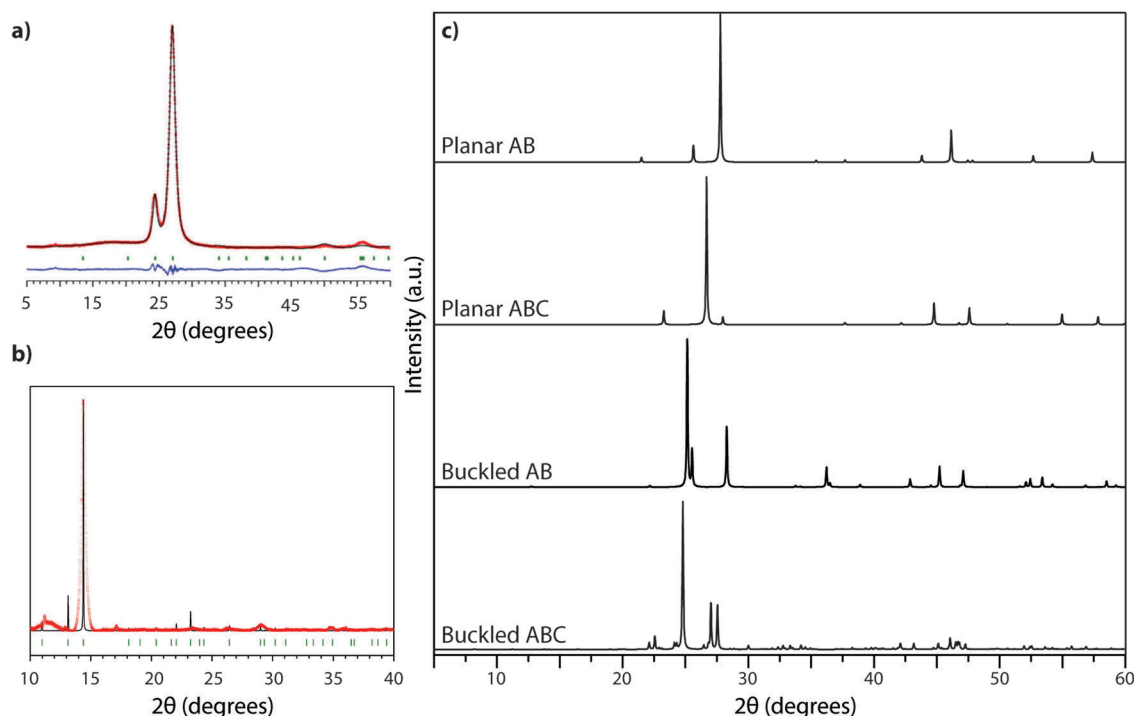 a)
5 15 25 35 45 55
2θ (degrees)
b)
10 15 20 25 30 35 40
2θ (degrees)
c)
Intensity (a.u.)
Planar AB
Planar ABC
Buckled AB
Buckled ABC
20 30 40 50 60
2θ (degrees)